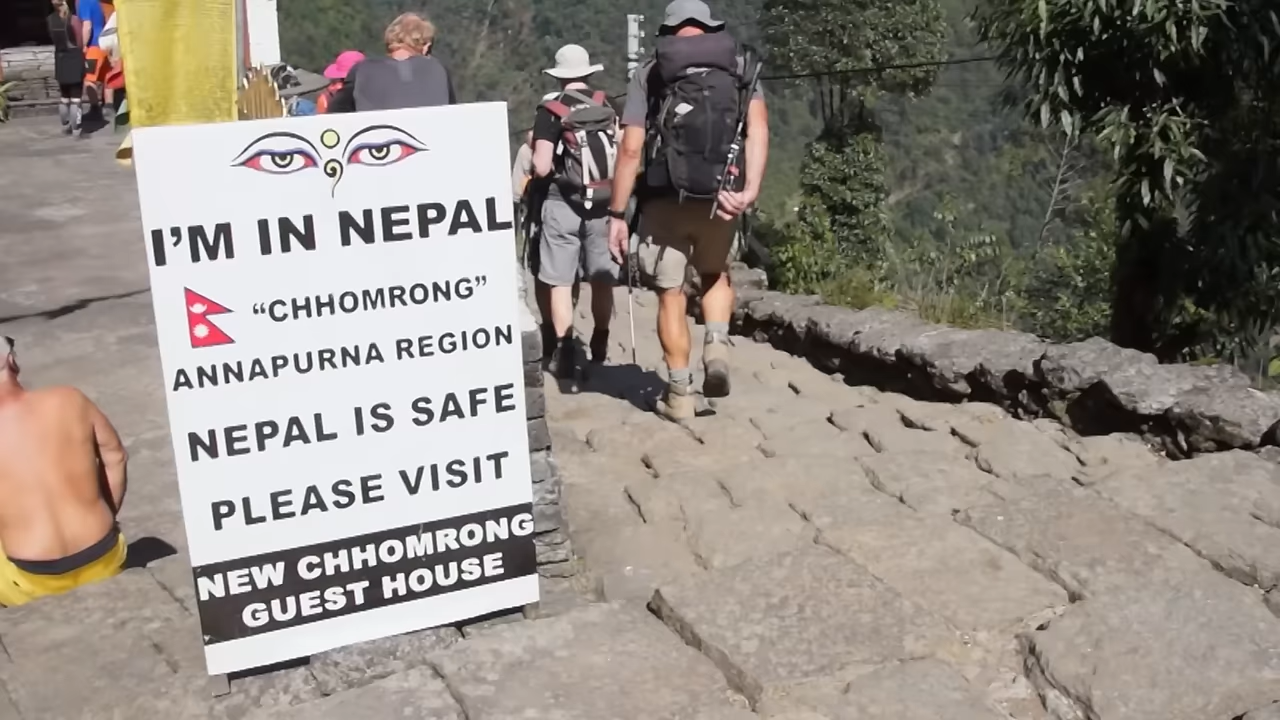 I'M IN NEPAL
"CHHOMRONG"
ANNAPURNA REGION
NEPAL IS SAFE
PLEASE VISIT
NEW CHHOMRONG
GUEST HOUSE